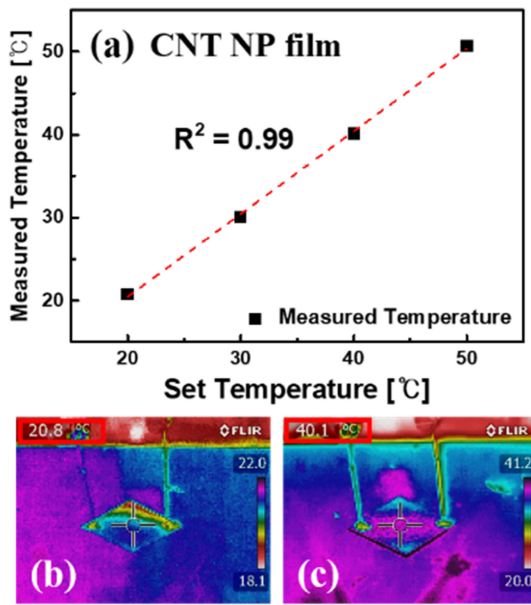 (a) CNT NP film
Measured Temperature [℃]
50
40
30
20
R² = 0.99
Measured Temperature
20 30 40 50
Set Temperature [℃]
20.8 °C
FLIR
22.0
18.1
(b)
40.1 °C
FLIR
41.2
20.0
(c)